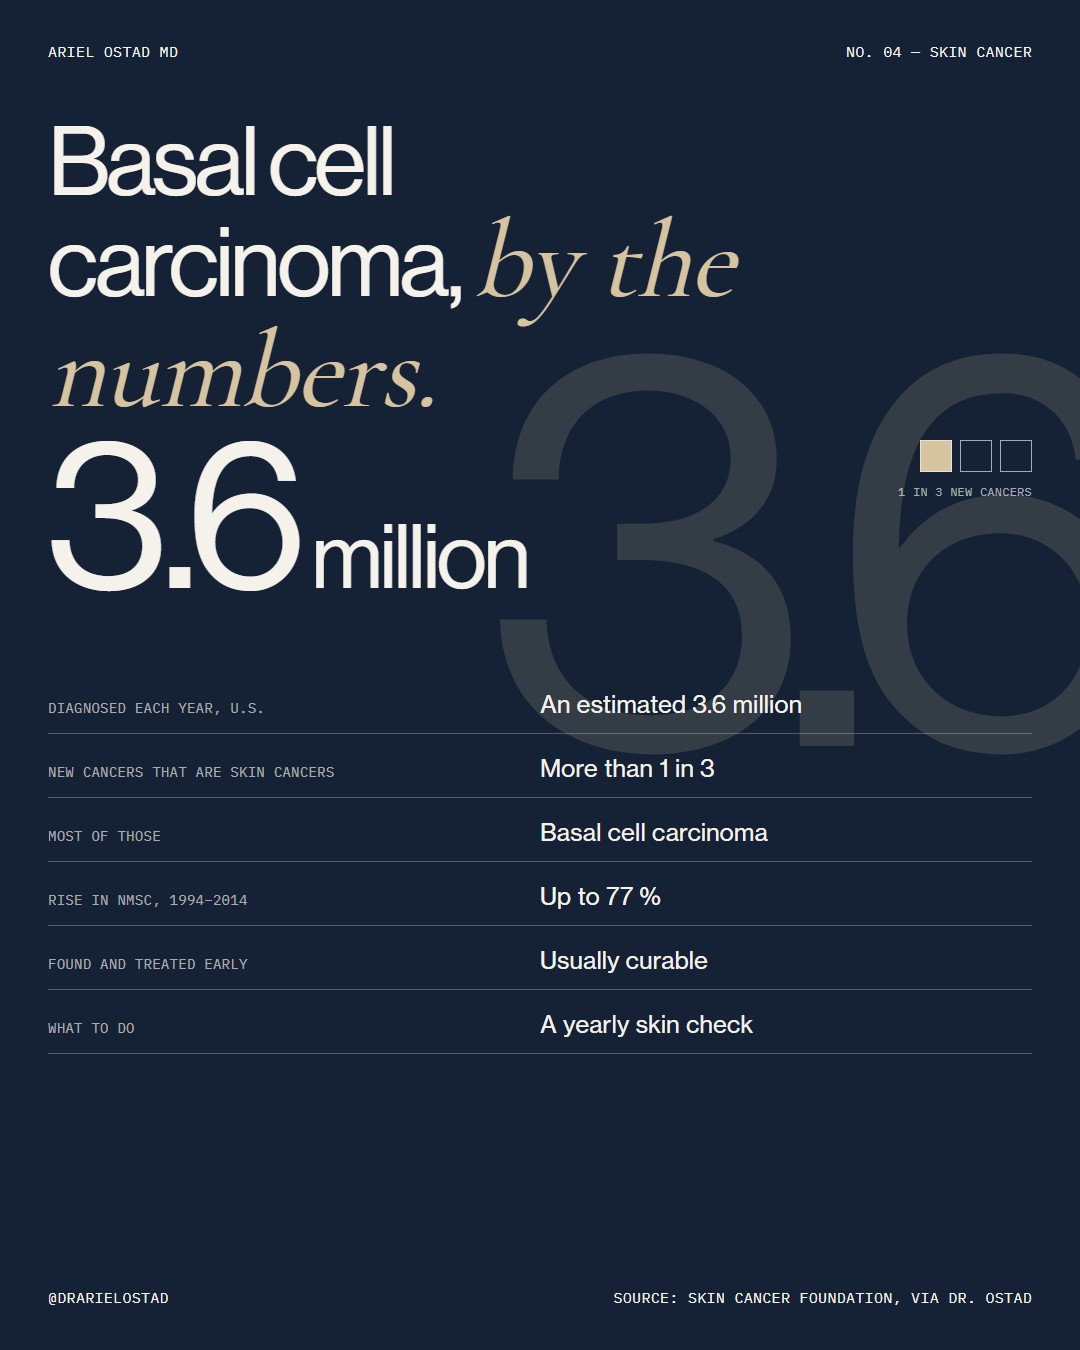 ARIEL OSTAD MD
NO. 04 — SKIN CANCER
Basal cell
carcinoma, by the
numbers.
3.6 million
3.6
1 IN 3 NEW CANCERS
DIAGNOSED EACH YEAR, U.S.
An estimated 3.6 million
NEW CANCERS THAT ARE SKIN CANCERS
More than 1 in 3
MOST OF THOSE
Basal cell carcinoma
RISE IN NMSC, 1994–2014
Up to 77 %
FOUND AND TREATED EARLY
Usually curable
WHAT TO DO
A yearly skin check
@DRARIELOSTAD
SOURCE: SKIN CANCER FOUNDATION, VIA DR. OSTAD